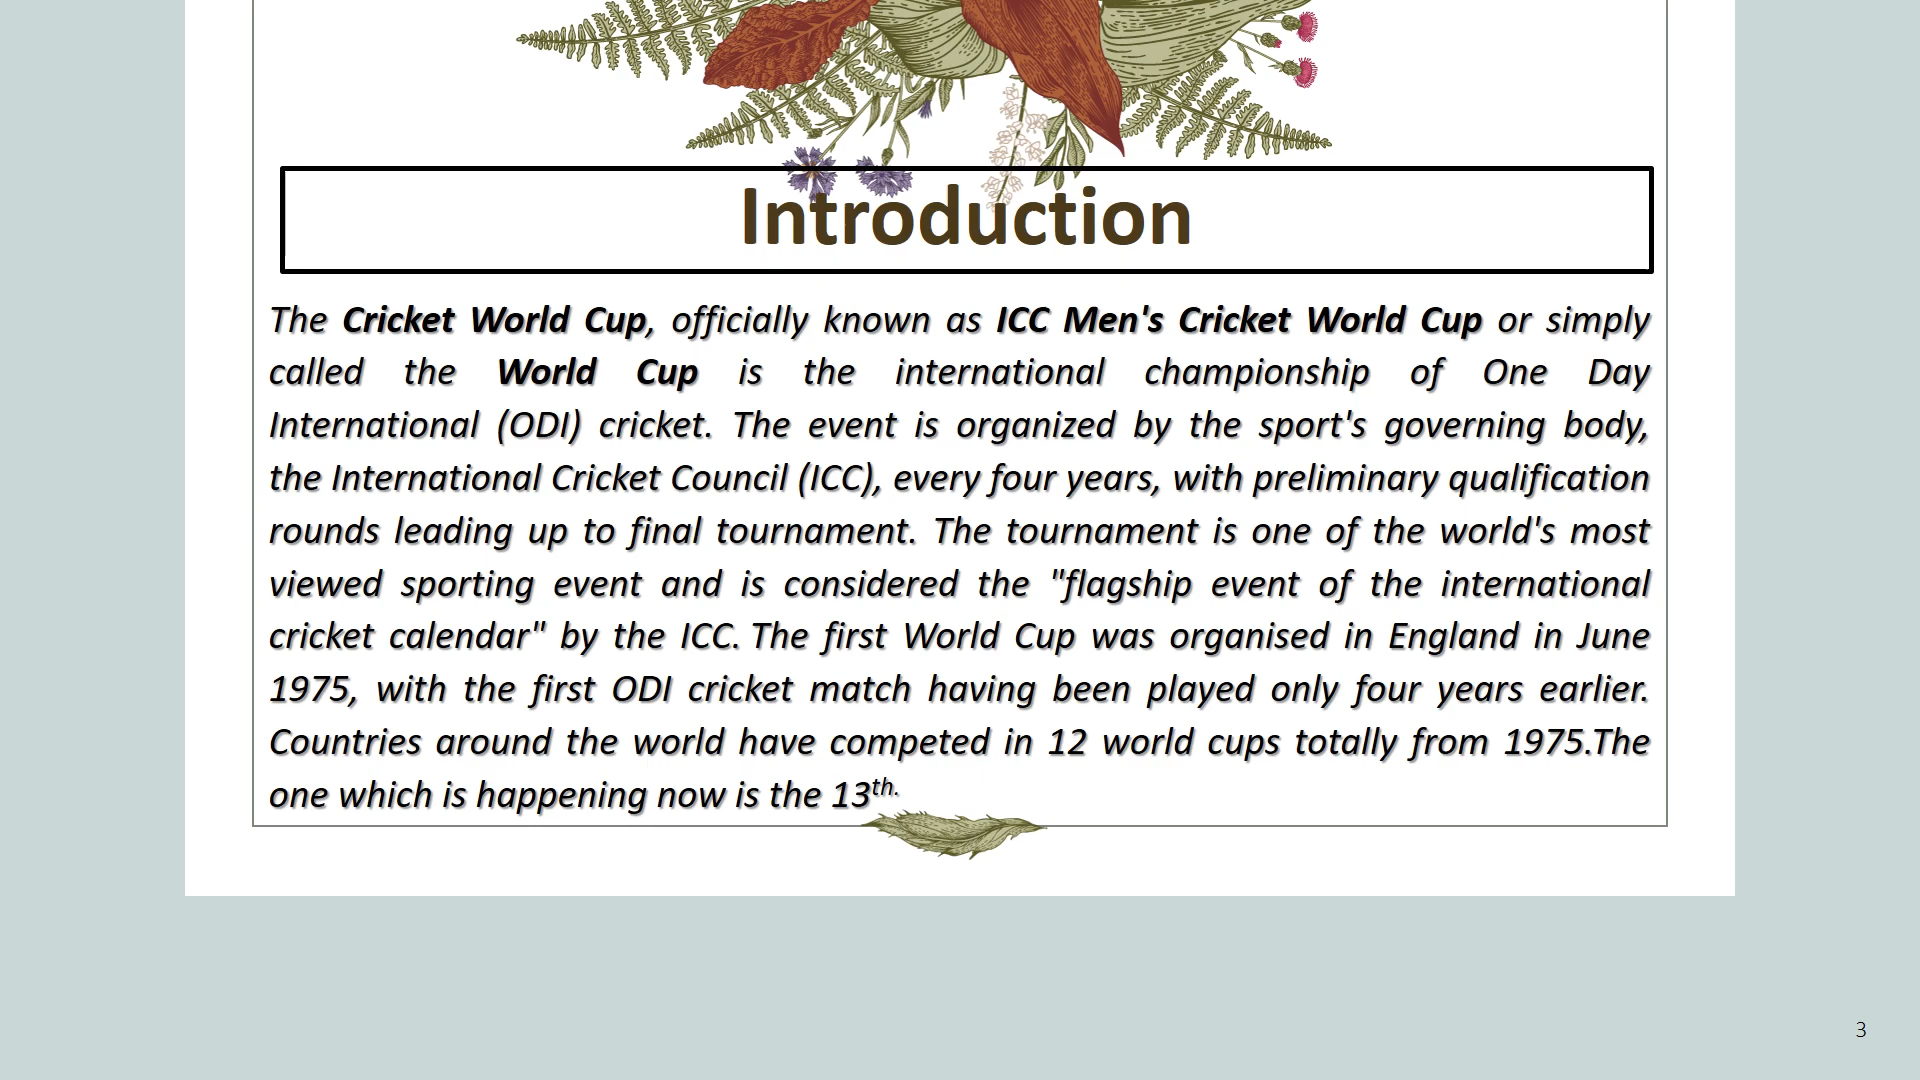 Introduction
The Cricket World Cup, officially known as ICC Men's Cricket World Cup or simply
called the World Cup is the international championship of One Day
International (ODI) cricket. The event is organized by the sport's governing body,
the International Cricket Council (ICC), every four years, with preliminary qualification
rounds leading up to final tournament. The tournament is one of the world's most
viewed sporting event and is considered the "flagship event of the international
cricket calendar" by the ICC. The first World Cup was organised in England in June
1975, with the first ODI cricket match having been played only four years earlier.
Countries around the world have competed in 12 world cups totally from 1975.The
one which is happening now is the 13th.
3